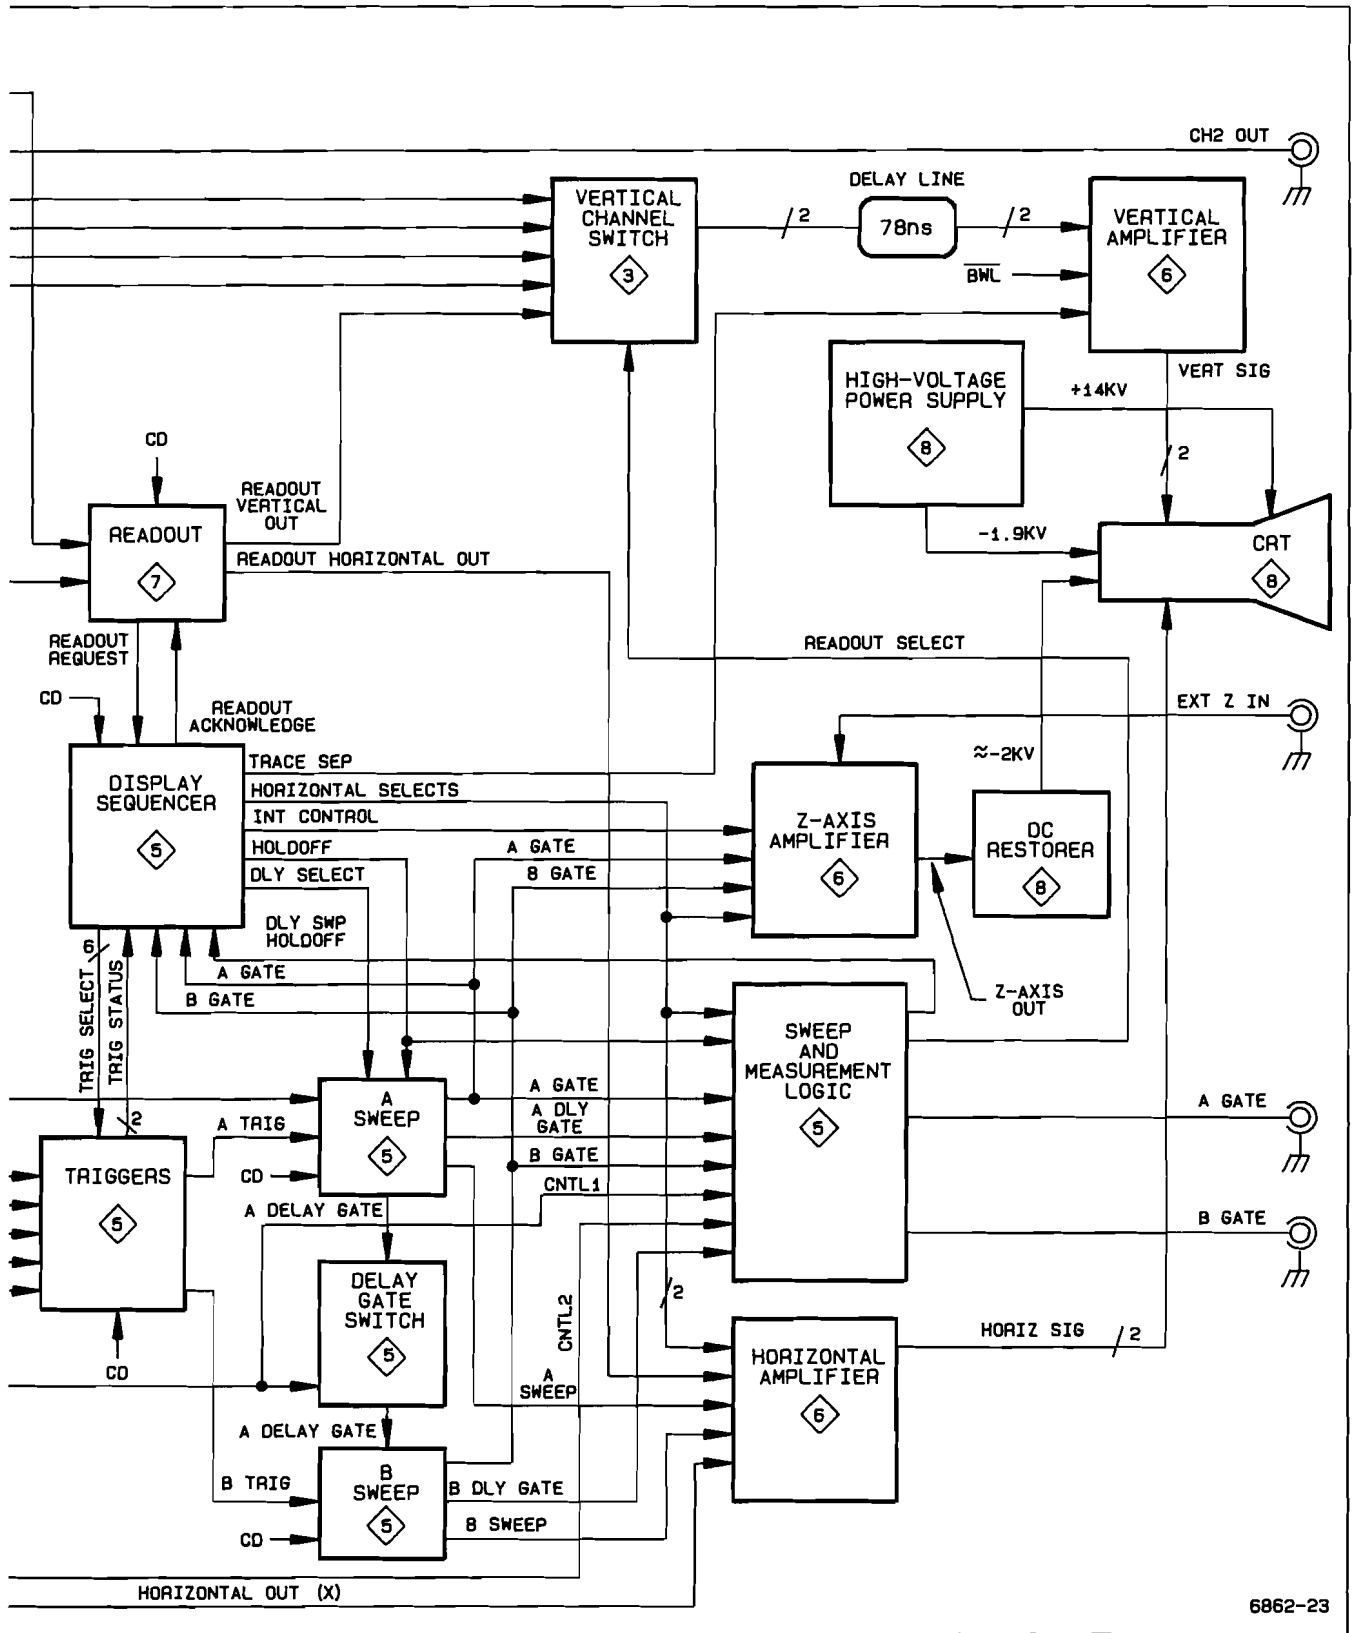 CH2 OUT
DELAY LINE
VERTICAL
CHANNEL
SWITCH
3
2
78ns
2
VERTICAL
AMPLIFIER
6
BWL
VERT SIG
HIGH-VOLTAGE
POWER SUPPLY
8
+14KV
2
CD
READOUT
VERTICAL
OUT
READOUT
7
READOUT HORIZONTAL OUT
-1.9KV
CRT
8
READOUT
REQUEST
READOUT SELECT
CD
READOUT
ACKNOWLEDGE
EXT Z IN
≈-2KV
DISPLAY
SEQUENCER
5
TRACE SEP
HORIZONTAL SELECTS
INT CONTROL
HOLDOFF
DLY SELECT
A GATE
B GATE
Z-AXIS
AMPLIFIER
6
DC
RESTORER
8
DLY SWP
HOLDOFF
6
A GATE
B GATE
TRIG SELECT
TRIG STATUS
2
Z-AXIS
OUT
SWEEP
AND
MEASUREMENT
LOGIC
5
A
SWEEP
5
A GATE
A DLY
GATE
B GATE
CNTL1
A GATE
A TRIG
CD
TRIGGERS
5
A DELAY GATE
B GATE
DELAY
GATE
SWITCH
5
CNTL2
2
CD
HORIZ SIG
2
HORIZONTAL
AMPLIFIER
6
A
SWEEP
A DELAY GATE
B
SWEEP
5
B TRIG
B DLY GATE
CD
B SWEEP
HORIZONTAL OUT (X)
6862-23